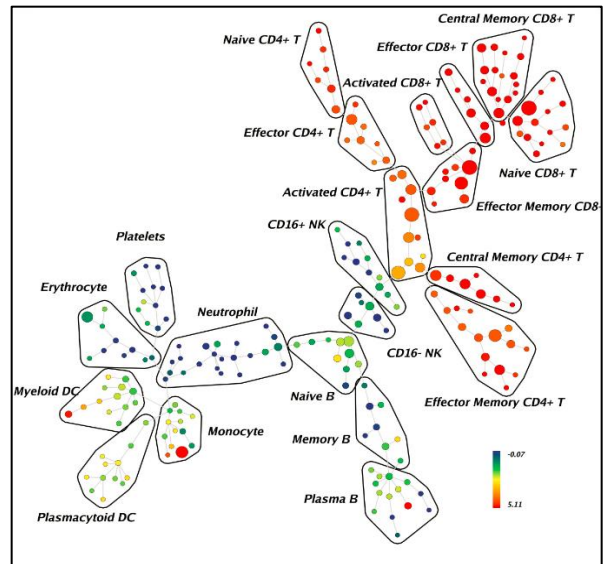 Central Memory CD8+ T
Naive CD4+ T
Effector CD8+ T
Activated CD8+ T
Effector CD4+ T
Naive CD8+ T
Activated CD4+ T
Effector Memory CD8-
CD16+ NK
Platelets
Central Memory CD4+ T
Erythrocyte
Neutrophil
CD16- NK
Myeloid DC
Naive B
Effector Memory CD4+ T
Monocyte
Memory B
-0.07
Plasma B
5.11
Plasmacytoid DC